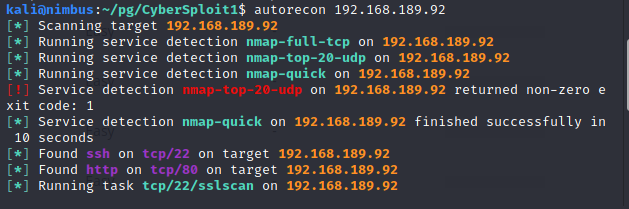 kali@nimbus:~/pg/CyberSploit1$ autorecon 192.168.189.92
[*] Scanning target 192.168.189.92
[*] Running service detection nmap-full-tcp on 192.168.189.92
[*] Running service detection nmap-top-20-udp on 192.168.189.92
[*] Running service detection nmap-quick on 192.168.189.92
[!] Service detection nmap-top-20-udp on 192.168.189.92 returned non-zero e
xit code: 1
[*] Service detection nmap-quick on 192.168.189.92 finished successfully in
 10 seconds
[*] Found ssh on tcp/22 on target 192.168.189.92
[*] Found http on tcp/80 on target 192.168.189.92
[*] Running task tcp/22/sslscan on 192.168.189.92